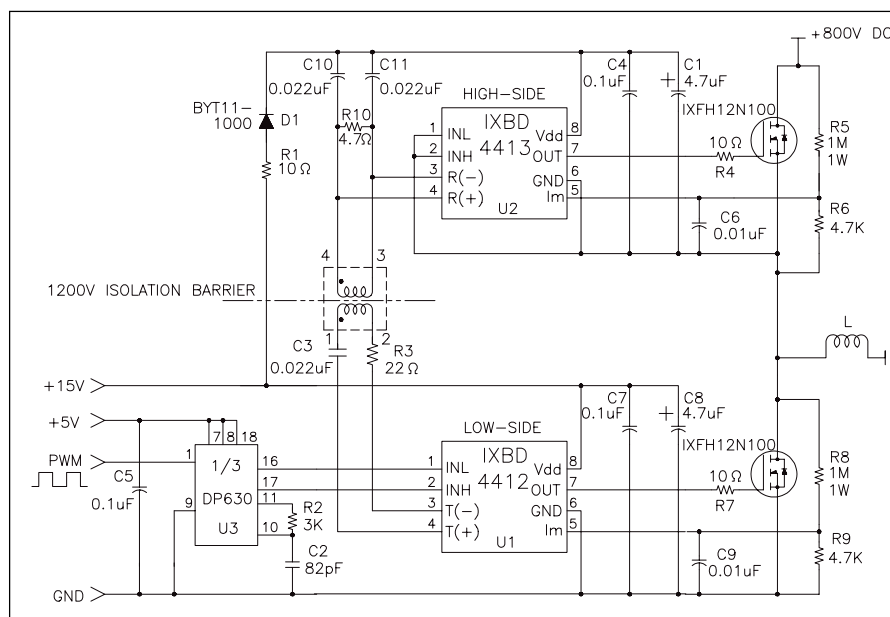 +800V DC
C10
0.022uF
C11
0.022uF
C4
0.1uF
C1
+
4.7uF
BYT11-
1000
D1
R1
10Ω
R10
4.7Ω
HIGH-SIDE
IXBD
4413
1
INL
2
INH
3
R(-)
4
R(+)
Vdd
8
OUT
7
GND
6
Im
5
U2
10Ω
R4
IXFH12N100
R5
1M
1W
R6
4.7K
C6
0.01uF
4
3
1200V ISOLATION BARRIER
1
2
C3
0.022uF
R3
22Ω
L
+15V
+5V
PWM
GND
C5
0.1uF
7
8
18
1
1/3
DP630
U3
9
16
17
11
10
R2
3K
C2
82pF
LOW-SIDE
IXBD
4412
1
INL
2
INH
3
T(-)
4
T(+)
Vdd
8
OUT
7
GND
6
Im
5
U1
C7
0.1uF
C8
+
4.7uF
10Ω
R7
IXFH12N100
R8
1M
1W
R9
4.7K
C9
0.01uF